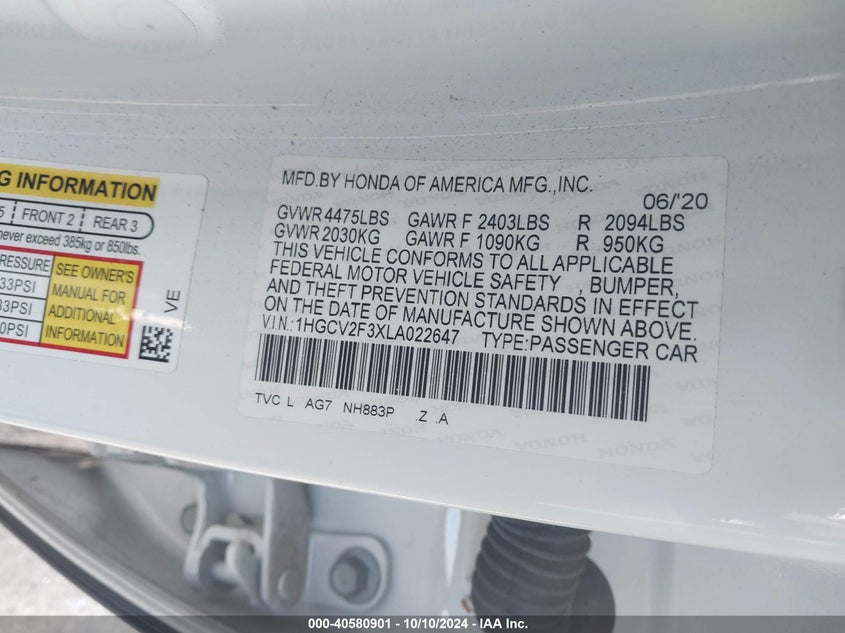 G INFORMATION
5 FRONT 2 REAR 3
never exceed 385kg or 850lbs.
PRESSURE
33PSI
33PSI
0PSI
SEE OWNER'S
MANUAL FOR
ADDITIONAL
INFORMATION
VE
MFD.BY HONDA OF AMERICA MFG.,INC. 06/'20
GVWR 4475LBS GAWR F 2403LBS R 2094LBS
GVWR 2030KG GAWR F 1090KG R 950KG
THIS VEHICLE CONFORMS TO ALL APPLICABLE
FEDERAL MOTOR VEHICLE SAFETY , BUMPER,
AND THEFT PREVENTION STANDARDS IN EFFECT
ON THE DATE OF MANUFACTURE SHOWN ABOVE.
V.I.N.:1HGCV2F3XLA022647 TYPE:PASSENGER CAR
TVC L AG7 NH883P .Z .A
HONDA HONDA HONDA
000-40580901 - 10/10/2024 - IAA Inc.